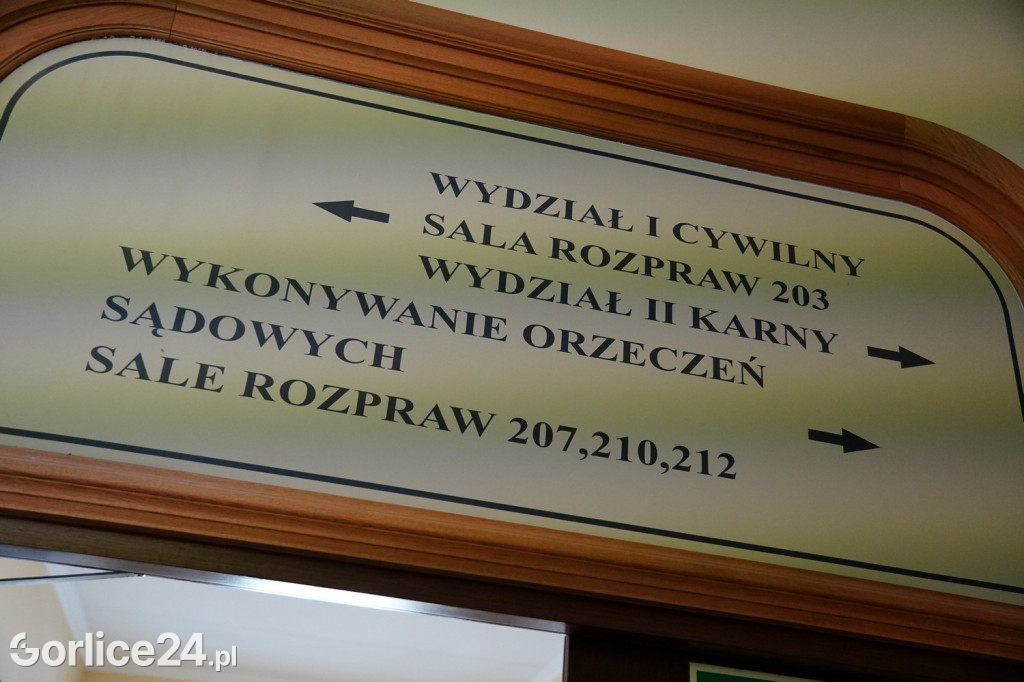 WYDZIAŁ I CYWILNY
SALA ROZPRAW 203
WYDZIAŁ II KARNY
WYKONYWANIE ORZECZEŃ
SĄDOWYCH
SALE ROZPRAW 207,210,212
Gorlice24.pl